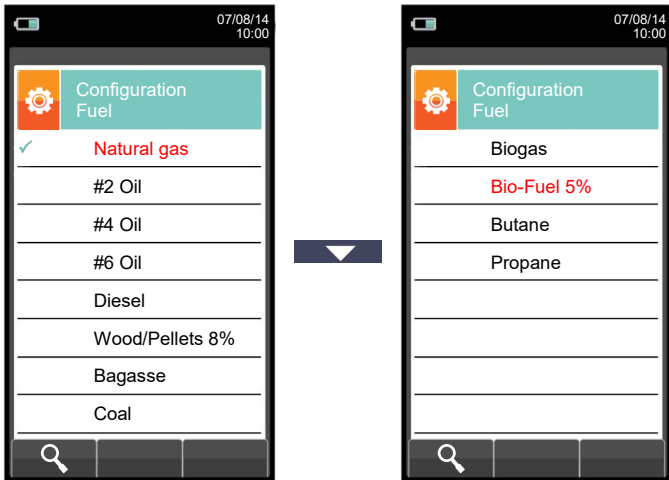 07/08/14
10:00
Configuration
Fuel
Natural gas
#2 Oil
#4 Oil
#6 Oil
Diesel
Wood/Pellets 8%
Bagasse
Coal
07/08/14
10:00
Configuration
Fuel
Biogas
Bio-Fuel 5%
Butane
Propane